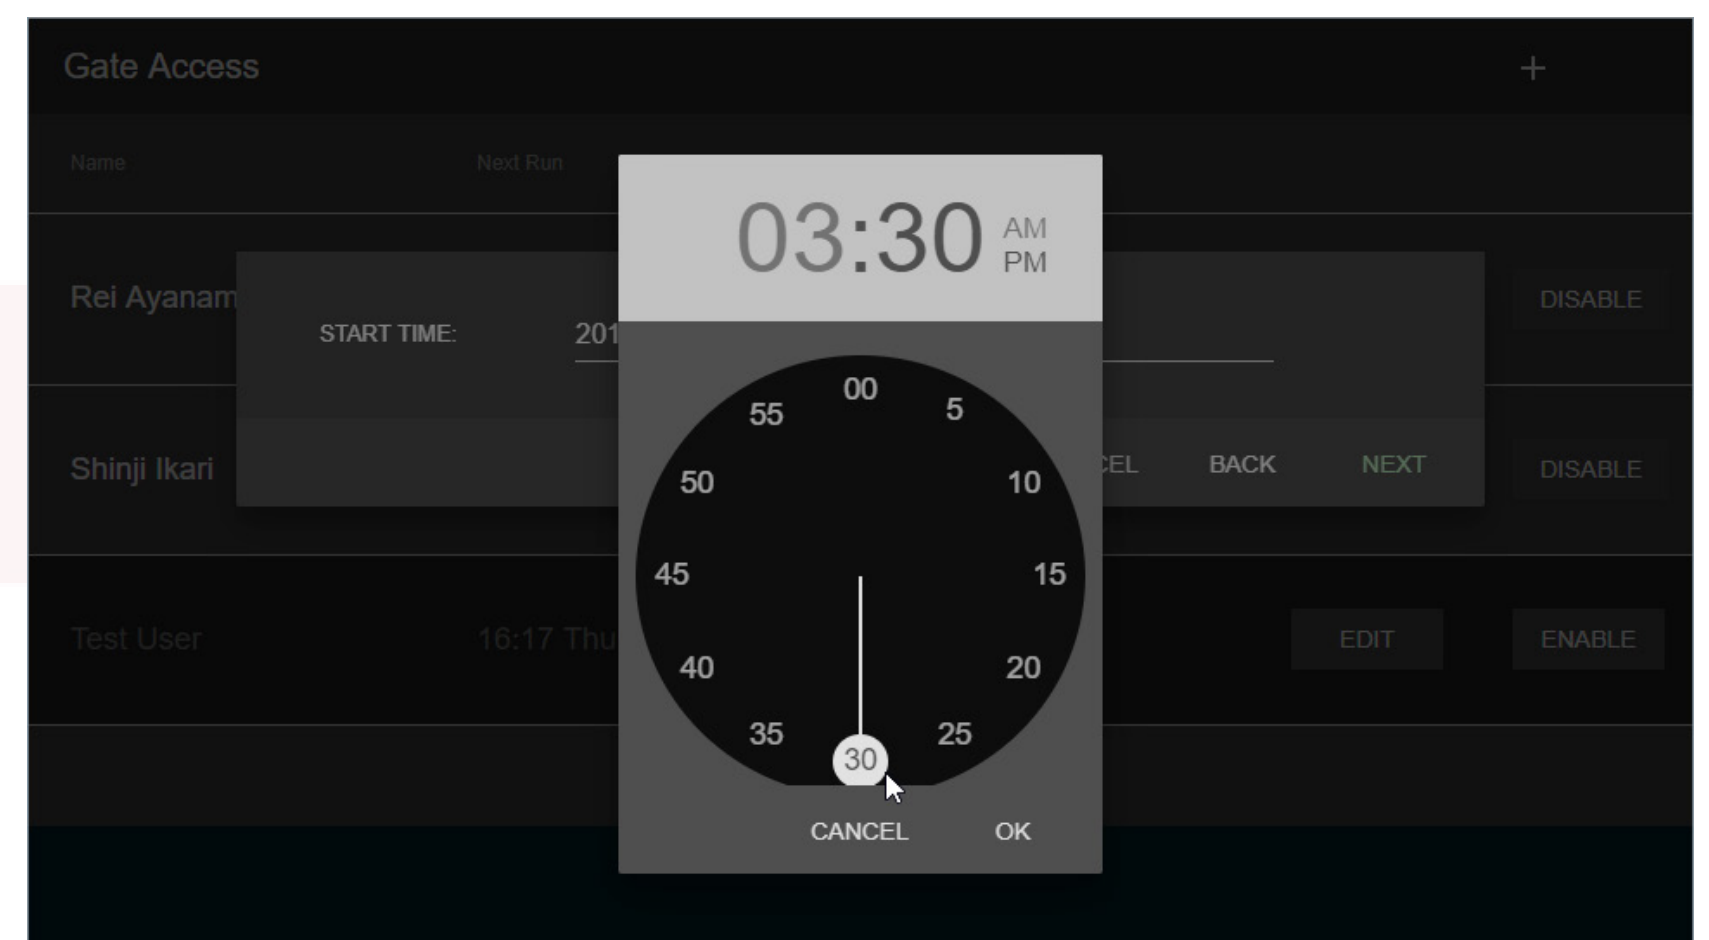 Gate Access +
Name Next Run
03:30 AM
PM
Rei Ayanam DISABLE
START TIME: 201
00
55 5
50 10
CEL BACK NEXT
Shinji Ikari DISABLE
45 15
Test User 16:17 Thu EDIT ENABLE
40 20
35 25
30
CANCEL OK